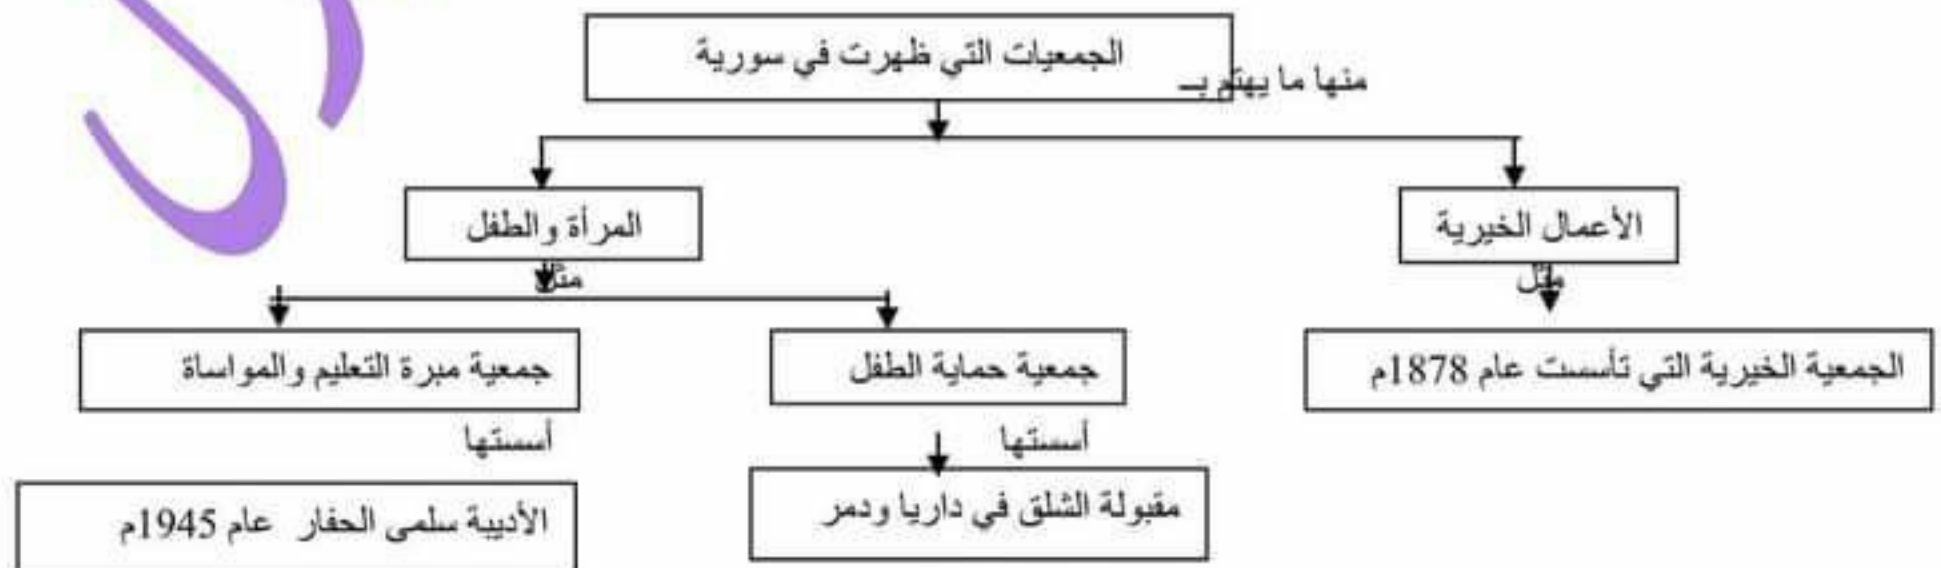 الجمعيات التي ظهرت في سورية
منها ما يهتم بـ
الأعمال الخيرية
المرأة والطفل
مثل
مثل
الجمعية الخيرية التي تأسست عام 1878م
جمعية حماية الطفل
جمعية مبرة التعليم والمواساة
أسستها
أسستها
مقبولة الشلق في داريا ودمر
الأديبة سلمى الحفار عام 1945م